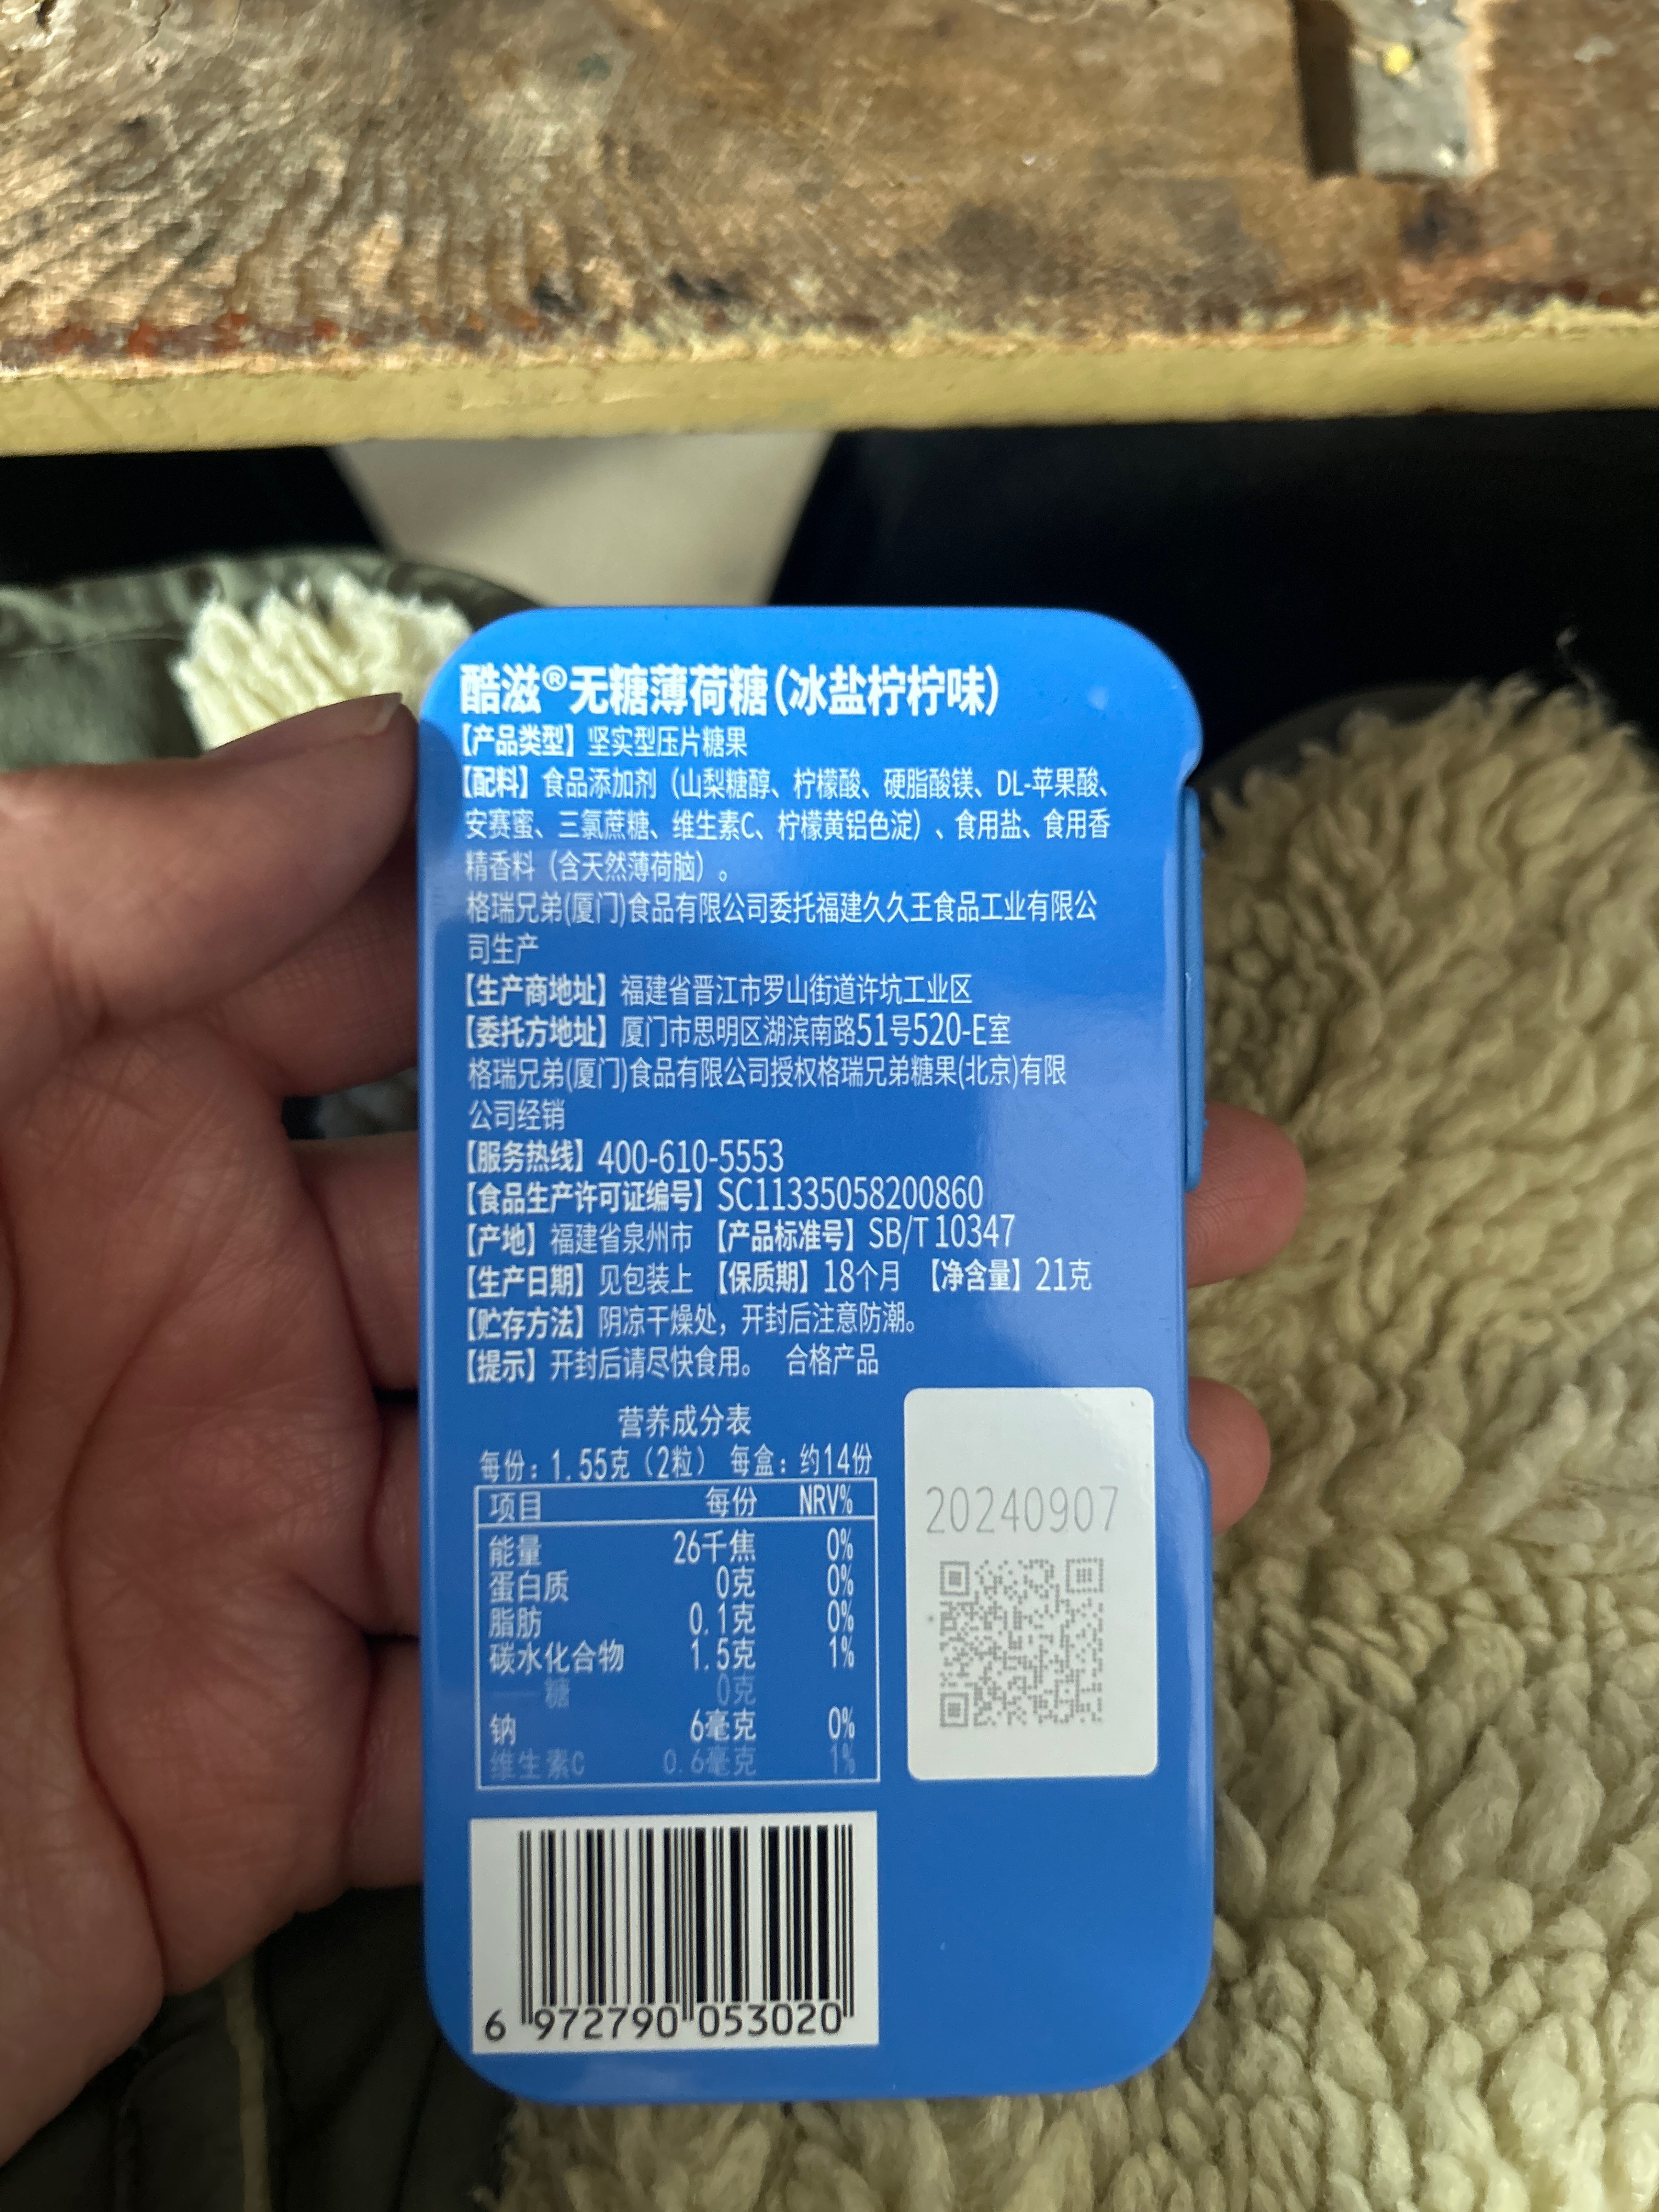 酷滋®无糖薄荷糖(冰盐柠柠味)
【产品类型】坚实型压片糖果
【配料】食品添加剂（山梨糖醇、柠檬酸、硬脂酸镁、DL-苹果酸、
安赛蜜、三氯蔗糖、维生素C、柠檬黄铝色淀）、食用盐、食用香
精香料（含天然薄荷脑）。
格瑞兄弟(厦门)食品有限公司委托福建久久王食品工业有限公
司生产
【生产商地址】福建省晋江市罗山街道许坑工业区
【委托方地址】厦门市思明区湖滨南路51号520-E室
格瑞兄弟(厦门)食品有限公司授权格瑞兄弟糖果(北京)有限
公司经销
【服务热线】400-610-5553
【食品生产许可证编号】SC11335058200860
【产地】福建省泉州市 【产品标准号】SB/T 10347
【生产日期】见包装上 【保质期】18个月 【净含量】21克
【贮存方法】阴凉干燥处，开封后注意防潮。
【提示】开封后请尽快食用。 合格产品
营养成分表
每份：1.55克（2粒） 每盒：约14份
项目 每份 NRV%
能量 26千焦 0%
蛋白质 0克 0%
脂肪 0.1克 0%
碳水化合物 1.5克 1%
——糖 0克
钠 6毫克 0%
维生素C 0.6毫克 1%
20240907
6 972790 053020